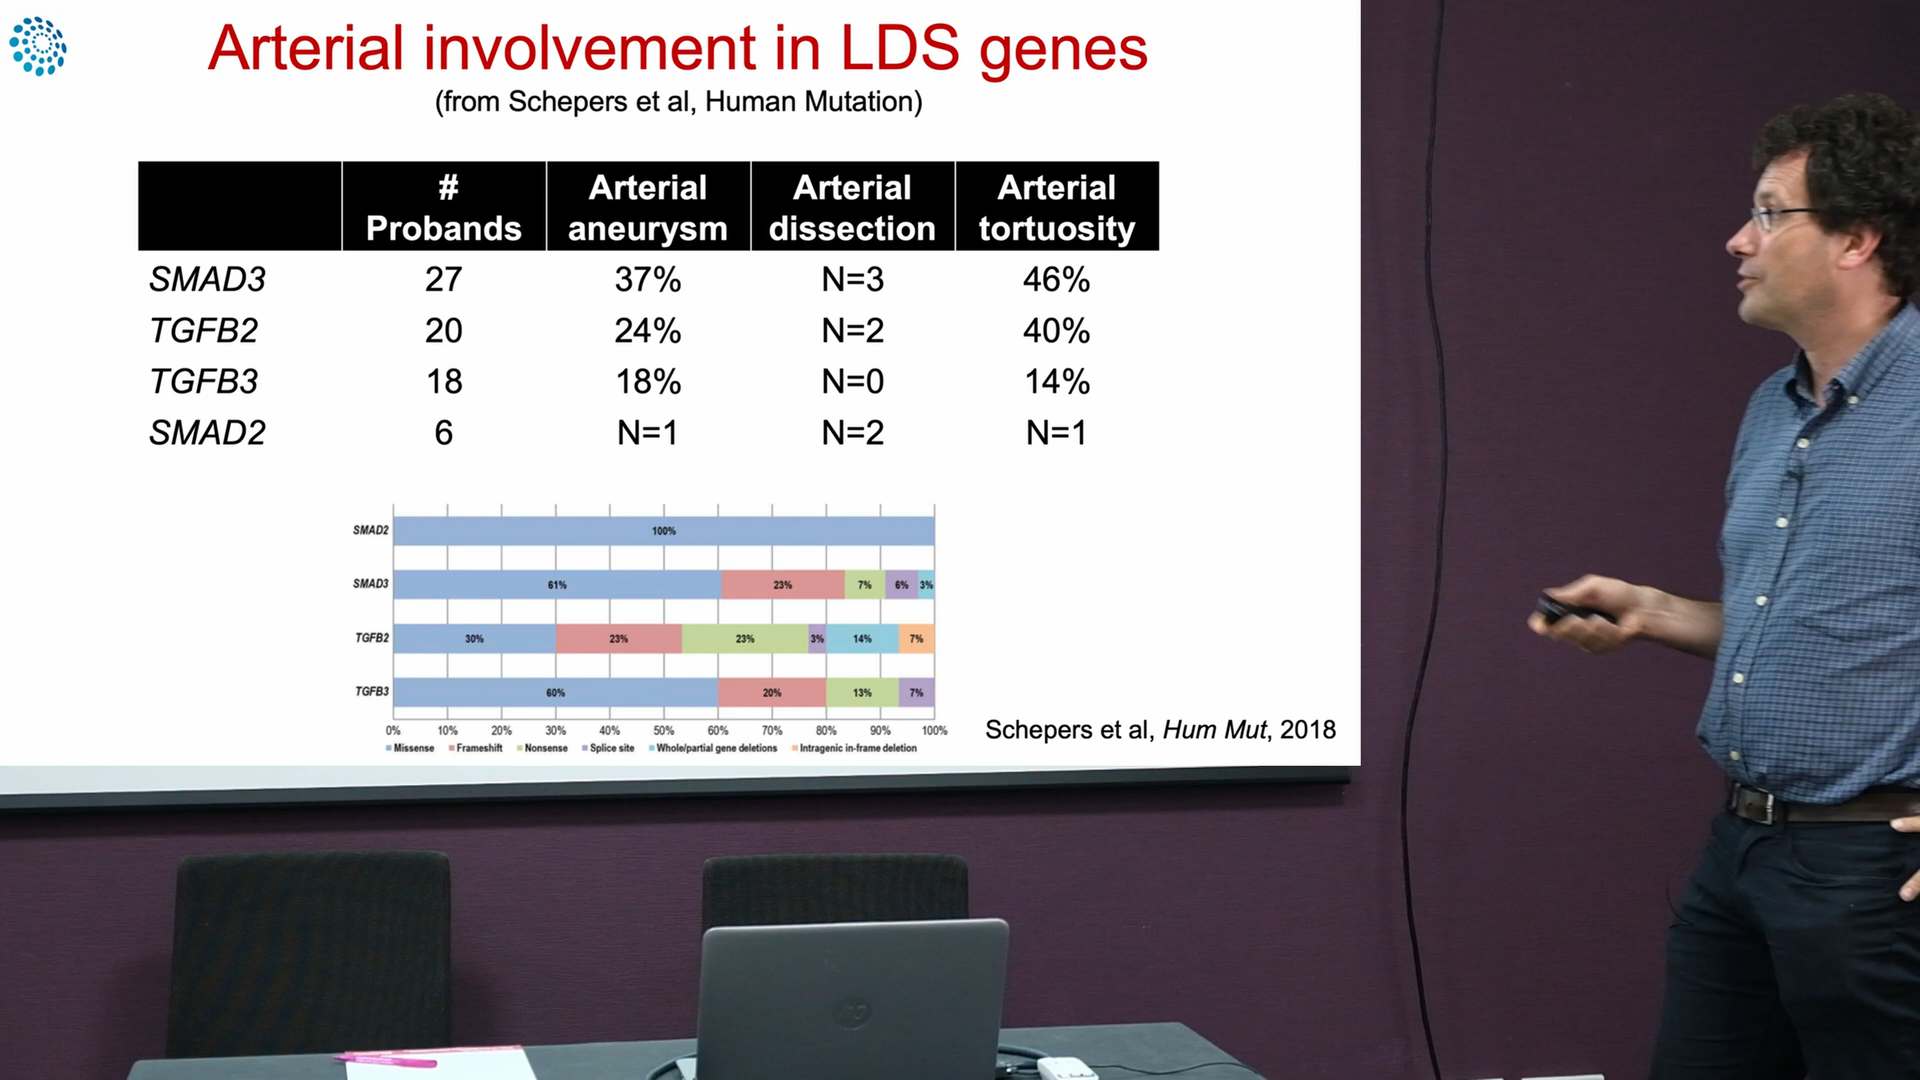 Arterial involvement in LDS genes
(from Schepers et al, Human Mutation)
# Probands Arterial aneurysm Arterial dissection Arterial tortuosity
SMAD3 27 37% N=3 46%
TGFB2 20 24% N=2 40%
TGFB3 18 18% N=0 14%
SMAD2 6 N=1 N=2 N=1
SMAD2 100%
SMAD3 61% 23% 7% 6% 3%
TGFB2 30% 23% 23% 3% 14% 7%
TGFB3 60% 20% 13% 7%
0% 10% 20% 30% 40% 50% 60% 70% 80% 90% 100%
Missense Frameshift Nonsense Splice site Whole/partial gene deletions Intragenic in-frame deletion
Schepers et al, Hum Mut, 2018
hp